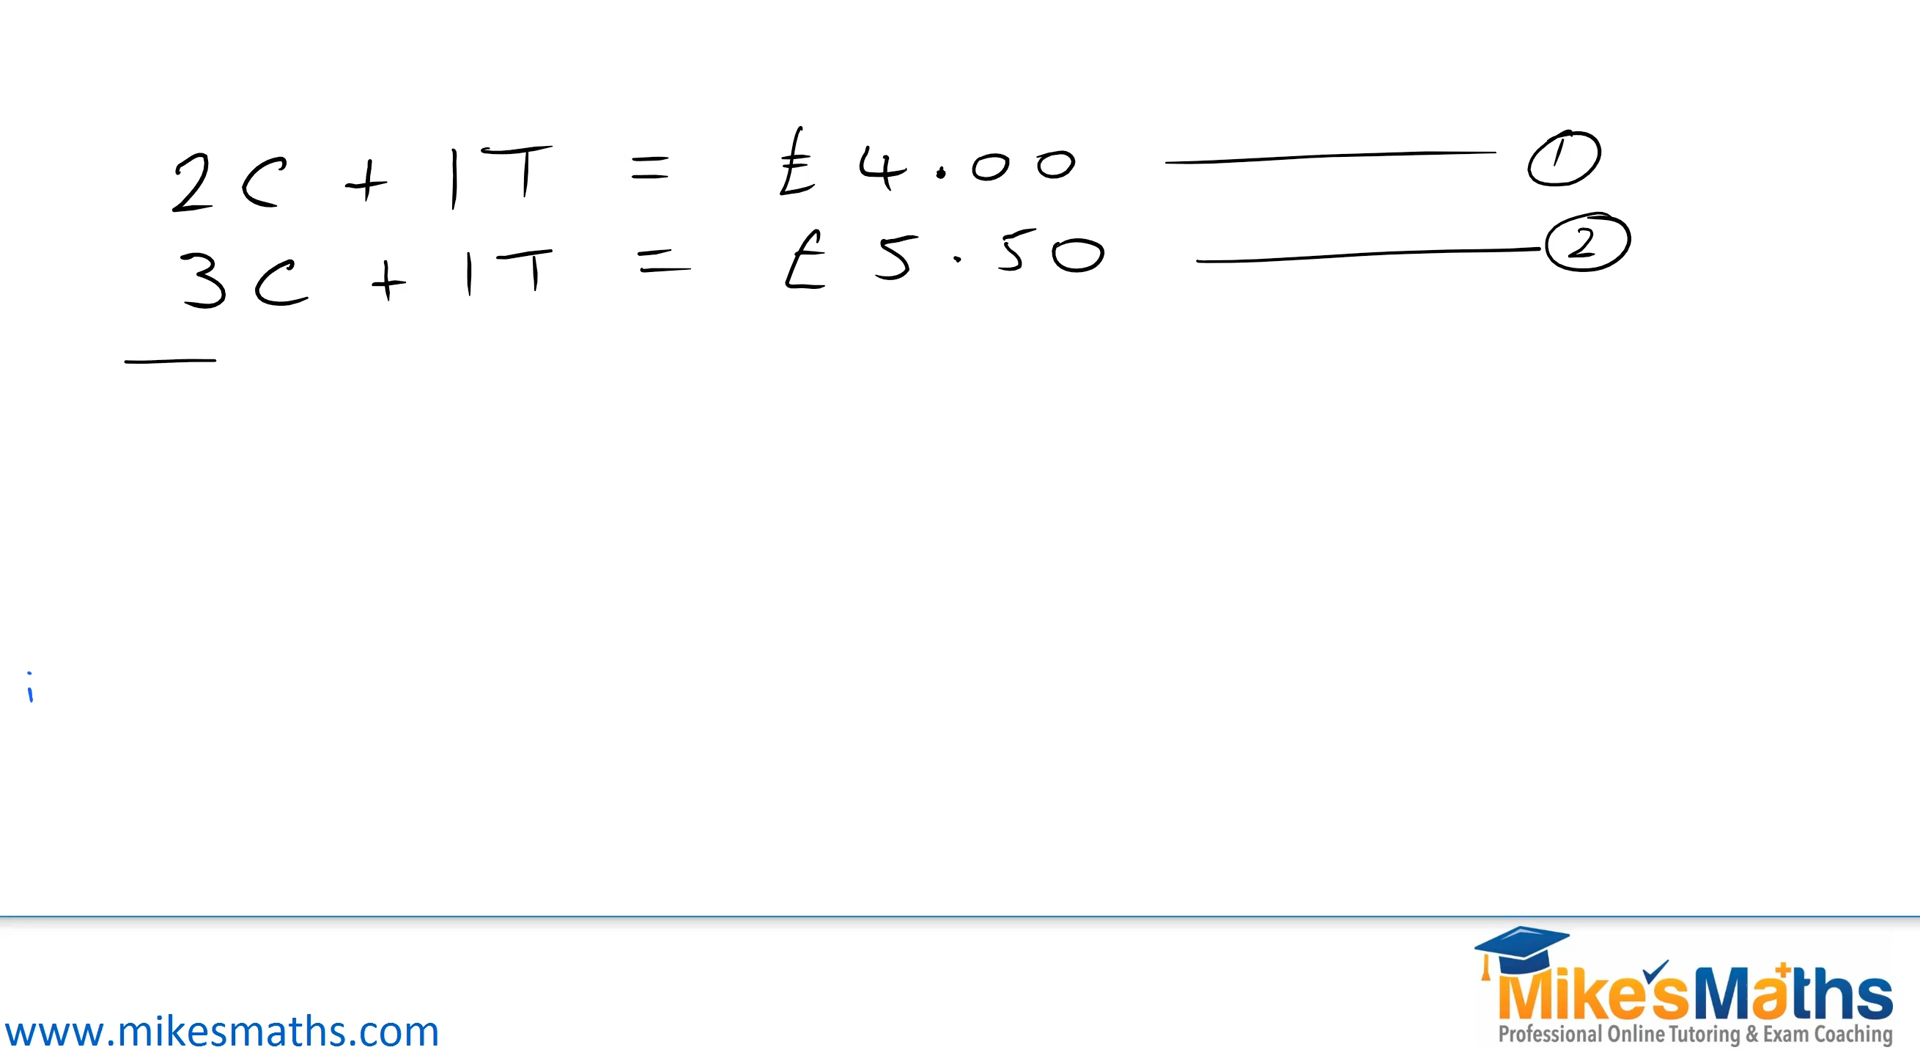 2C + 1T = £4.00 ——— ①
3C + 1T = £5.50 ——— ②
i
www.mikesmaths.com
Mike's Maths
Professional Online Tutoring & Exam Coaching